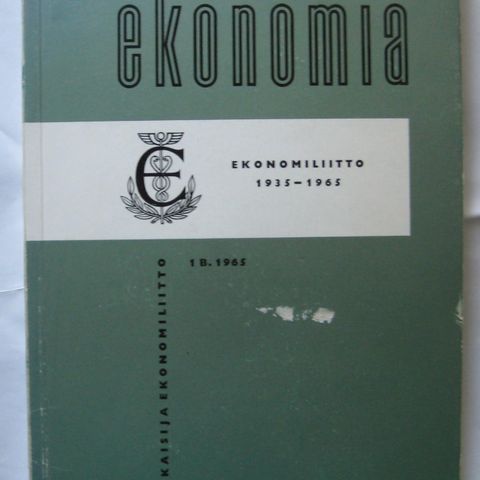 ekonomia
EKONOMILIITTO
1935-1965
1 B. 1965
KAISIJA EKONOMILIITTO